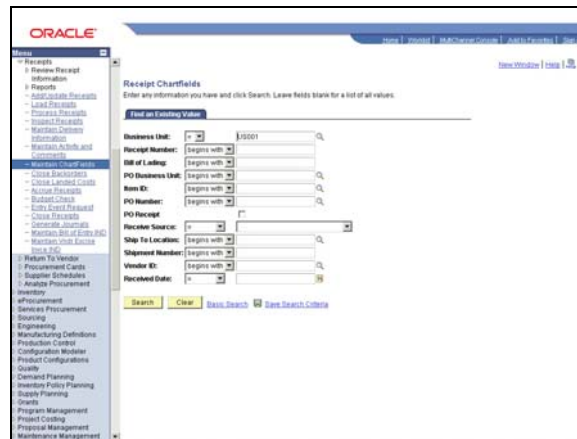 ORACLE
Home | Worklist | MultiChannel Console | Add to Favorites | Sign
Menu
New Window | Help |
Receipts
Review Receipt
Information
Reports
Add/Update Receipts
Load Receipts
Process Receipts
Inspect Receipts
Maintain Delivery
Information
Maintain Activity and
Comments
Maintain ChartFields
Close Backorders
Close Landed Costs
Accrue Receipts
Budget Check
Entry Event Request
Close Receipts
Generate Journals
Maintain Bill of Entry IND
Maintain Vndr Excise
Invce IND
Return To Vendor
Procurement Cards
Supplier Schedules
Analyze Procurement
Inventory
eProcurement
Services Procurement
Sourcing
Engineering
Manufacturing Definitions
Production Control
Configuration Modeler
Product Configurations
Quality
Demand Planning
Inventory Policy Planning
Supply Planning
Grants
Program Management
Project Costing
Proposal Management
Maintenance Management
Receipt Chartfields
Enter any information you have and click Search. Leave fields blank for a list of all values.
Find an Existing Value
Business Unit: = US001
Receipt Number: begins with
Bill of Lading: begins with
PO Business Unit: begins with
Item ID: begins with
PO Number: begins with
PO Receipt
Receive Source: =
Ship To Location: begins with
Shipment Number: begins with
Vendor ID: begins with
Received Date: =
Search Clear Basic Search Save Search Criteria